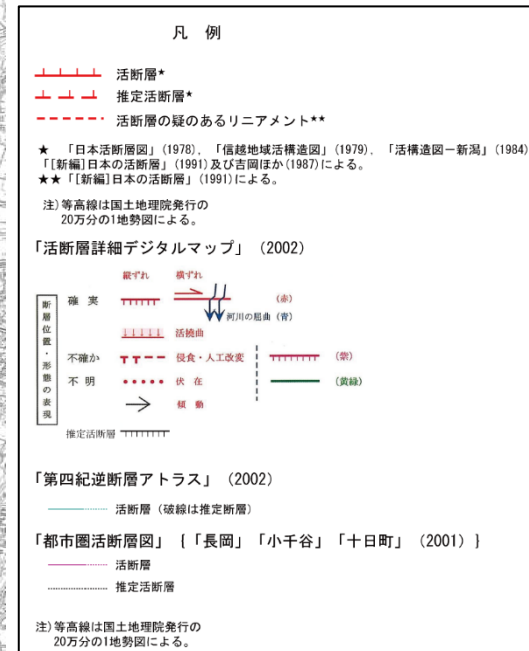 凡 例
活断層★
推定活断層★
活断層の疑のあるリニアメント★★
★ 「日本活断層図」(1978), 「信越地域活構造図」(1979), 「活構造図－新潟」(1984)
「[新編]日本の活断層」(1991)及び吉岡ほか(1987)による。
★★「[新編]日本の活断層」(1991)による。
注)等高線は国土地理院発行の
20万分の1地勢図による。
「活断層詳細デジタルマップ」(2002)
縦ずれ 横ずれ
断層位置・形態の表現
確 実 (赤)
河川の屈曲(青)
活撓曲
不確か 侵食・人工改変 (紫)
不 明 伏 在 (黄緑)
傾 動
推定活断層
「第四紀逆断層アトラス」(2002)
活断層(破線は推定断層)
「都市圏活断層図」{「長岡」「小千谷」「十日町」(2001)}
活断層
推定活断層
注)等高線は国土地理院発行の
20万分の1地勢図による。